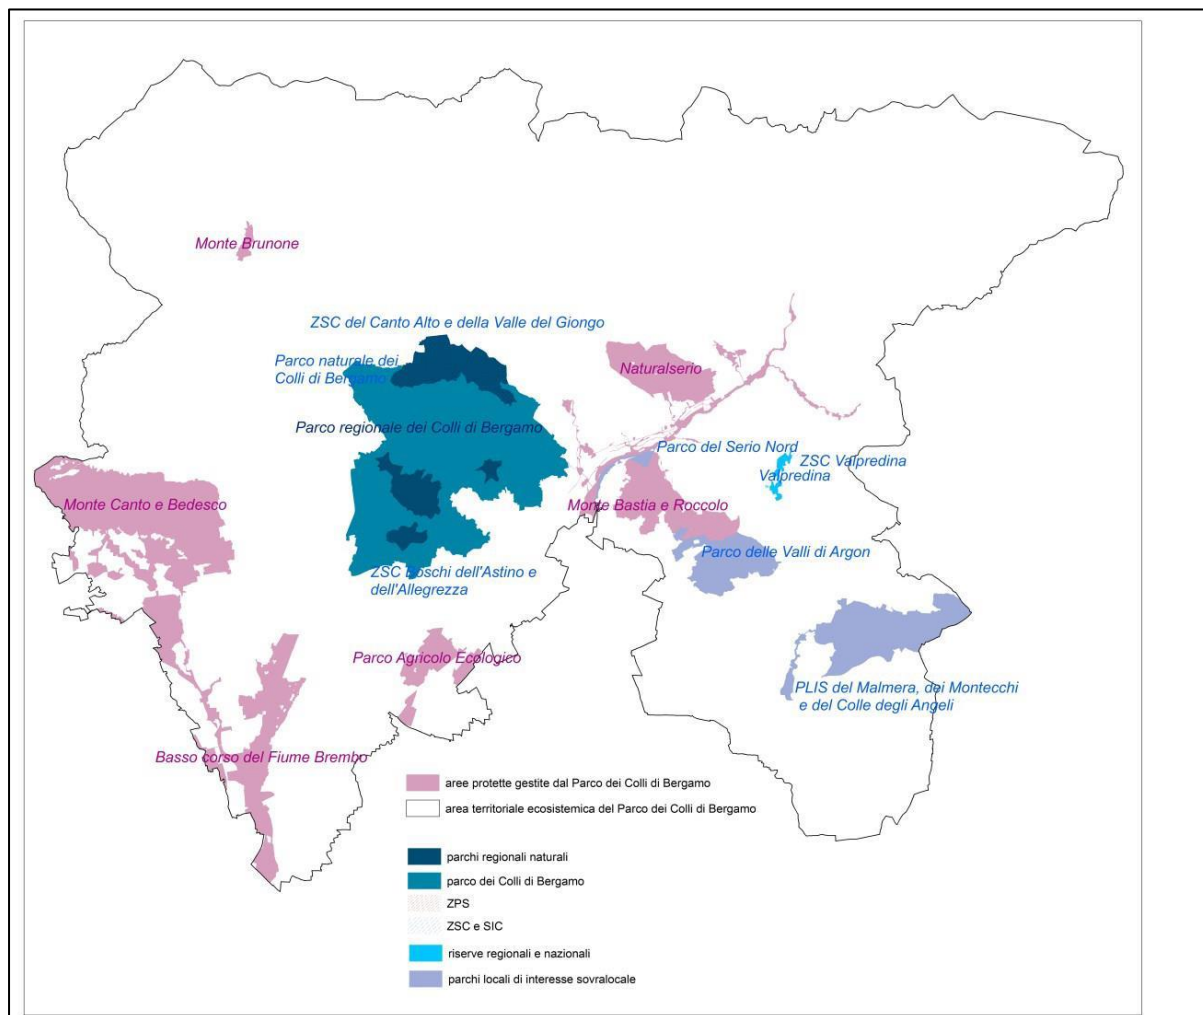 Monte Brunone
ZSC del Canto Alto e della Valle del Giongo
Parco naturale dei
Colli di Bergamo
Naturalserio
Parco regionale dei Colli di Bergamo
Parco del Serio Nord
ZSC Valpredina
Valpredina
Monte Canto e Bedesco
Monte Bastia e Roccolo
Parco delle Valli di Argon
ZSC Boschi dell'Astino e
dell'Allegrezza
Parco Agricolo Ecologico
PLIS del Malmera, dei Montecchi
e del Colle degli Angeli
Basso corso del Fiume Brembo
aree protette gestite dal Parco dei Colli di Bergamo
area territoriale ecosistemica del Parco dei Colli di Bergamo
parchi regionali naturali
parco dei Colli di Bergamo
ZPS
ZSC e SIC
riserve regionali e nazionali
parchi locali di interesse sovralocale